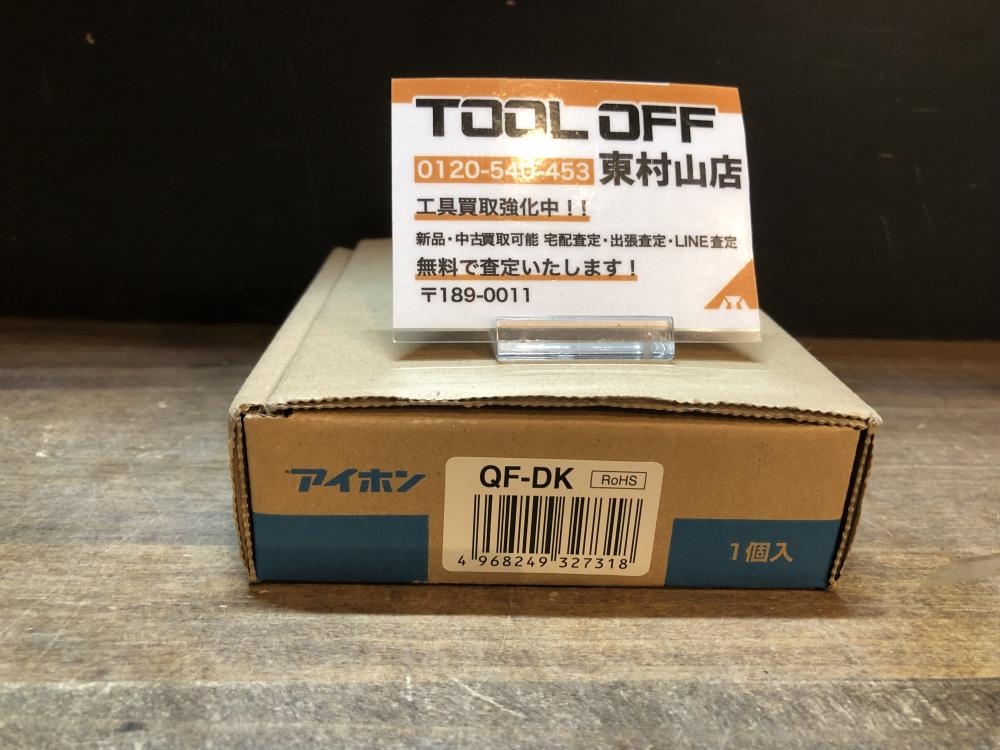 TOOL OFF
0120-540-453 東村山店
工具買取強化中！！
新品・中古買取可能 宅配査定・出張査定・LINE査定
無料で査定いたします！
〒189-0011
アイホン
QF-DK RoHS
4 968249 327318
1個入